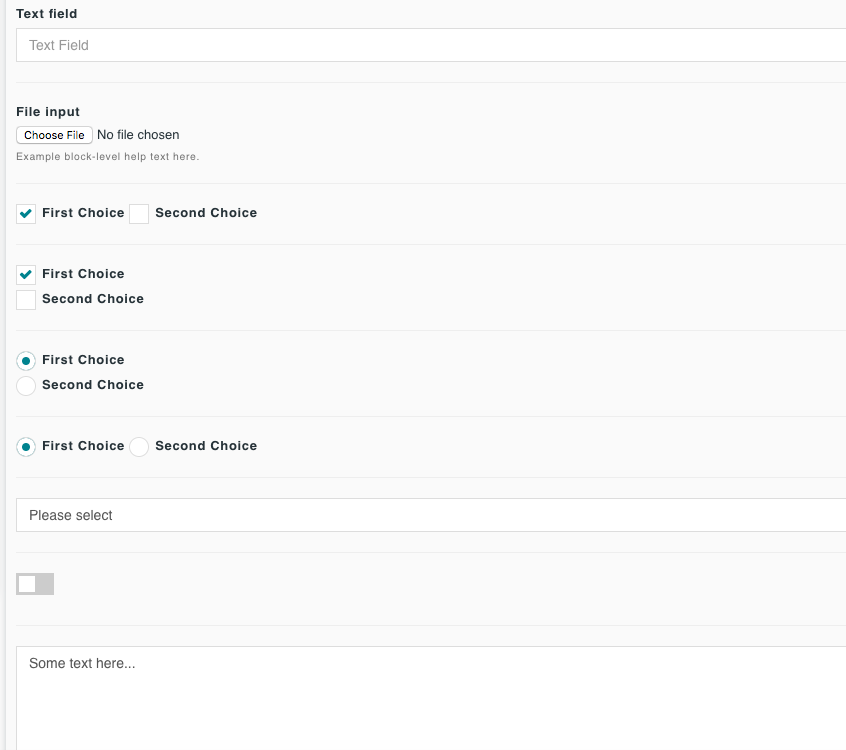 Text field
Text Field
File input
Choose File No file chosen
Example block-level help text here.
First Choice Second Choice
First Choice
Second Choice
First Choice
Second Choice
First Choice Second Choice
Please select
Some text here...